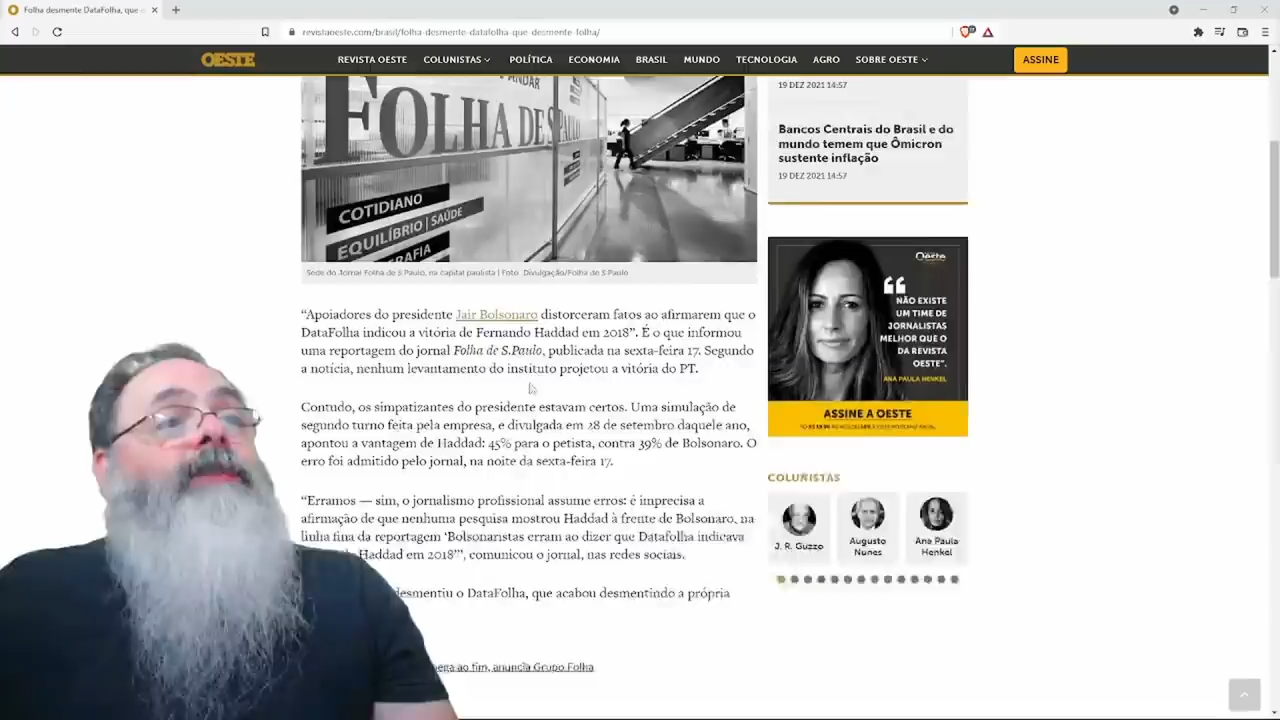 Folha desmente DataFolha, que
revistaoeste.com/brasil/folha-desmente-datafolha-que-desmente-folha/
OESTE
REVISTA OESTE
COLUNISTAS
POLÍTICA
ECONOMIA
BRASIL
MUNDO
TECNOLOGIA
AGRO
SOBRE OESTE
ASSINE
FOLHA DE S.PAULO
COTIDIANO
EQUILÍBRIO | SAÚDE
Sede do Jornal Folha de S.Paulo, na capital paulista | Foto: Divulgação/Folha de S.Paulo
“Apoiadores do presidente Jair Bolsonaro distorceram fatos ao afirmarem que o
DataFolha indicou a vitória de Fernando Haddad em 2018”. É o que informou
uma reportagem do jornal Folha de S.Paulo, publicada na sexta-feira 17. Segundo
a notícia, nenhum levantamento do instituto projetou a vitória do PT.
Contudo, os simpatizantes do presidente estavam certos. Uma simulação de
segundo turno feita pela empresa, e divulgada em 28 de setembro daquele ano,
apontou a vantagem de Haddad: 45% para o petista, contra 39% de Bolsonaro. O
erro foi admitido pelo jornal, na noite da sexta-feira 17.
“Erramos — sim, o jornalismo profissional assume erros: é imprecisa a
afirmação de que nenhuma pesquisa mostrou Haddad à frente de Bolsonaro, na
linha fina da reportagem ‘Bolsonaristas erram ao dizer que Datafolha indicava
Haddad em 2018’”, comunicou o jornal, nas redes sociais.
desmentiu o DataFolha, que acabou desmentindo a própria
ao fim, anuncia Grupo Folha
19 DEZ 2021 14:57
Bancos Centrais do Brasil e do
mundo temem que Ômicron
sustente inflação
19 DEZ 2021 14:57
Oeste
“
NÃO EXISTE
UM TIME DE
JORNALISTAS
MELHOR QUE O
DA REVISTA
OESTE”.
ANA PAULA HENKEL
ASSINE A OESTE
COLUNISTAS
J. R. Guzzo
Augusto
Nunes
Ana Paula
Henkel